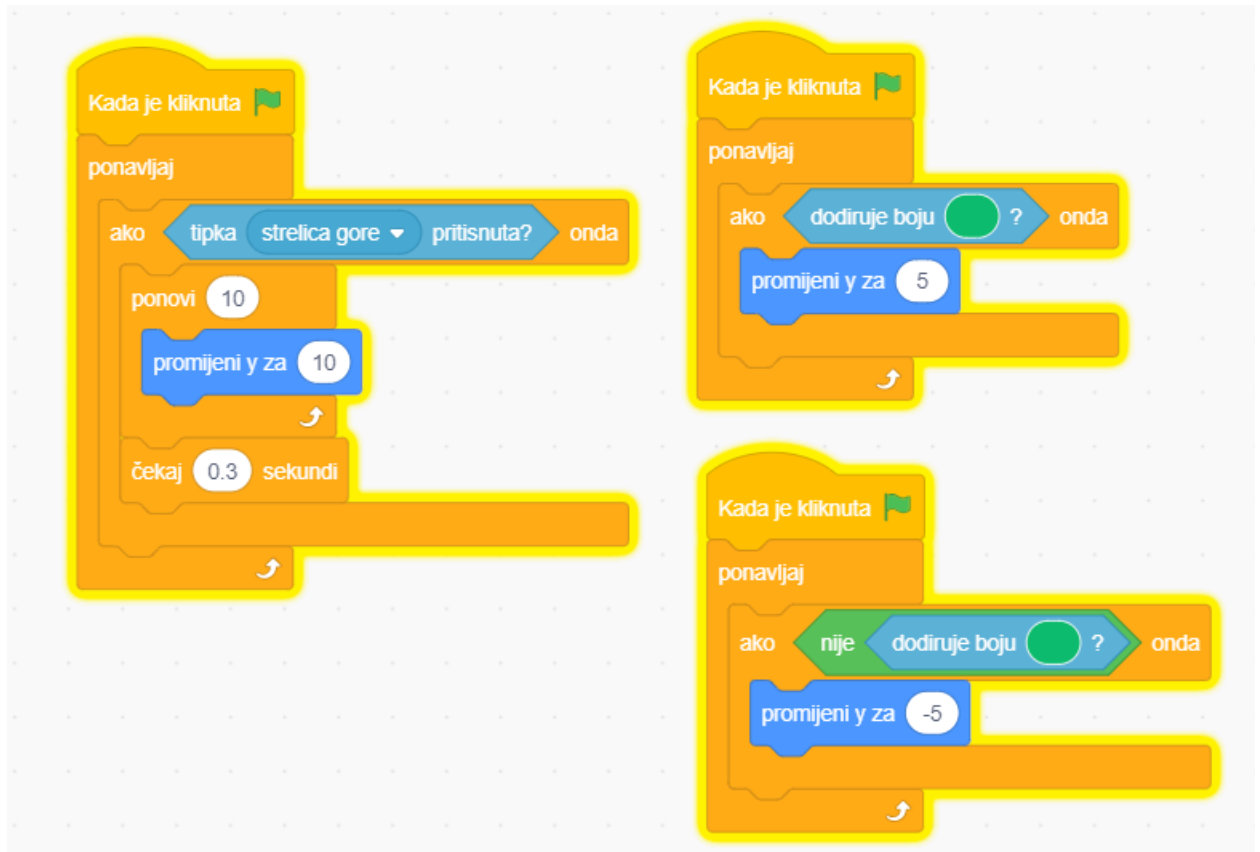 Kada je kliknuta
ponavljaj
ako tipka strelica gore pritisnuta? onda
ponovi 10
promijeni y za 10
čekaj 0.3 sekundi
Kada je kliknuta
ponavljaj
ako dodiruje boju ? onda
promijeni y za 5
Kada je kliknuta
ponavljaj
ako nije dodiruje boju ? onda
promijeni y za -5